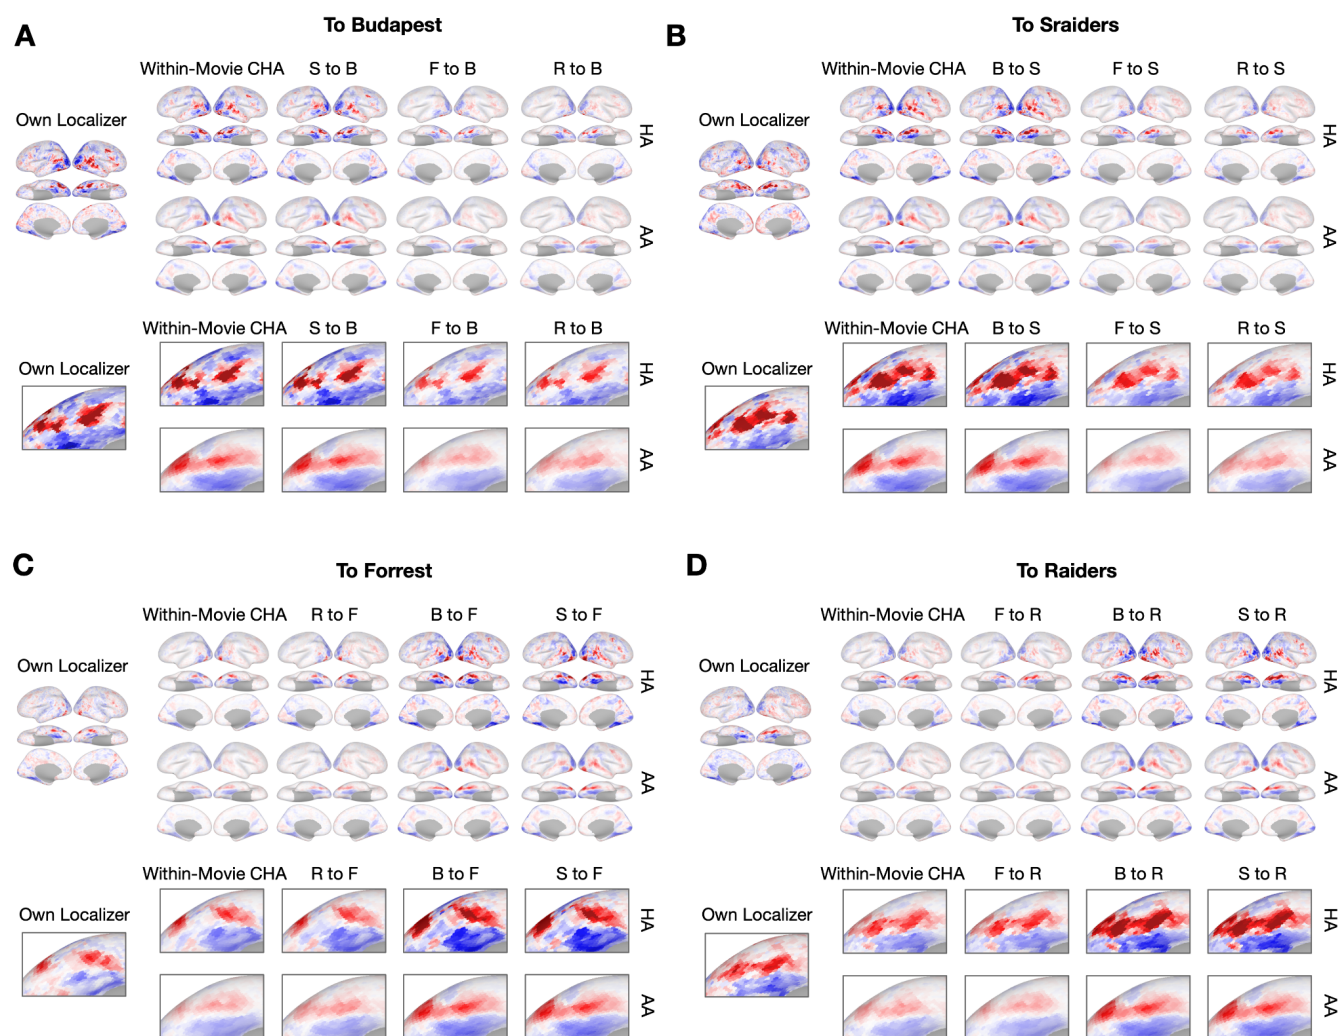 A
To Budapest
Within-Movie CHA S to B F to B R to B
Own Localizer
HA
AA
Within-Movie CHA S to B F to B R to B
Own Localizer
HA
AA
B
To Sraiders
Within-Movie CHA B to S F to S R to S
Own Localizer
HA
AA
Within-Movie CHA B to S F to S R to S
Own Localizer
HA
AA
C
To Forrest
Within-Movie CHA R to F B to F S to F
Own Localizer
HA
AA
Within-Movie CHA R to F B to F S to F
Own Localizer
HA
AA
D
To Raiders
Within-Movie CHA F to R B to R S to R
Own Localizer
HA
AA
Within-Movie CHA F to R B to R S to R
Own Localizer
HA
AA